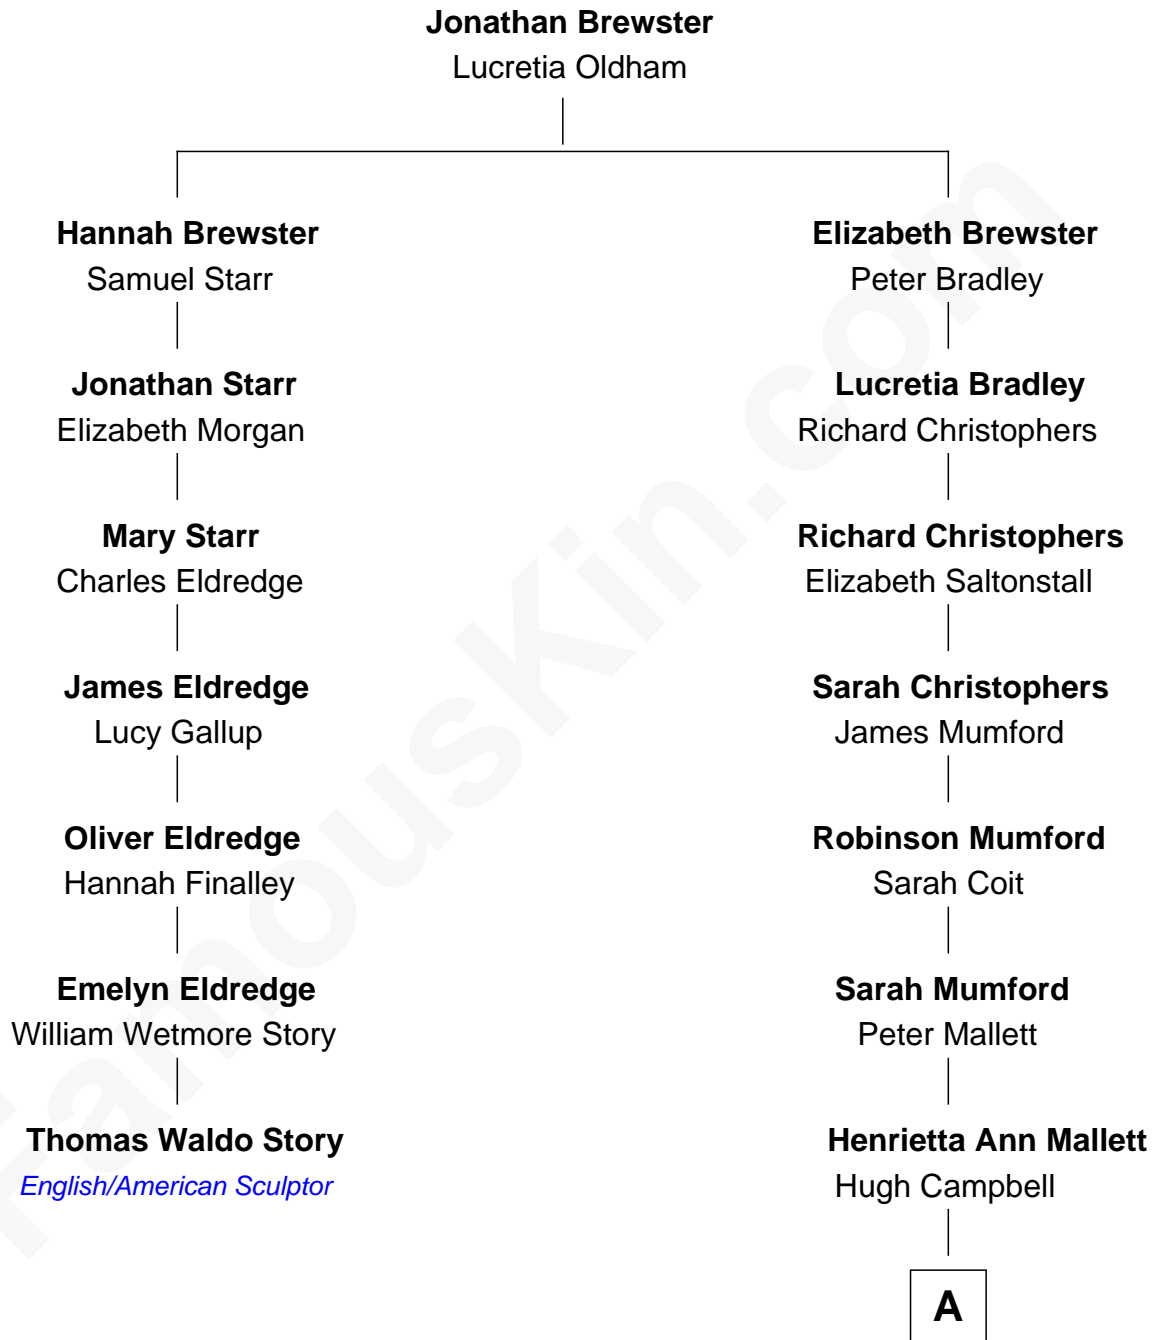 Jonathan Brewster
Lucretia Oldham
Hannah Brewster
Samuel Starr
Elizabeth Brewster
Peter Bradley
Jonathan Starr
Elizabeth Morgan
Lucretia Bradley
Richard Christophers
Mary Starr
Charles Eldredge
Richard Christophers
Elizabeth Saltonstall
James Eldredge
Lucy Gallup
Sarah Christophers
James Mumford
Oliver Eldredge
Hannah Finalley
Robinson Mumford
Sarah Coit
Emelyn Eldredge
William Wetmore Story
Sarah Mumford
Peter Mallett
Thomas Waldo Story
English/American Sculptor
Henrietta Ann Mallett
Hugh Campbell
A
FamousKin.com